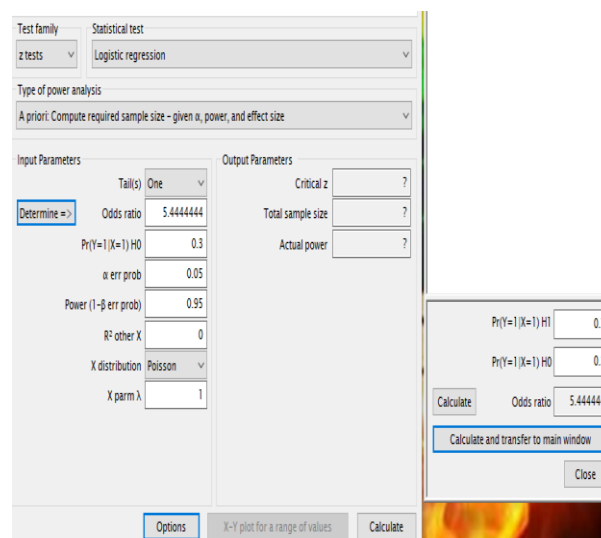 Test family Statistical test
z tests Logistic regression
Type of power analysis
A priori: Compute required sample size - given α, power, and effect size
Input Parameters Output Parameters
Tail(s) One Critical z ?
Determine => Odds ratio 5.4444444 Total sample size ?
Pr(Y=1|X=1) H0 0.3 Actual power ?
α err prob 0.05
Power (1-β err prob) 0.95
R² other X 0
X distribution Poisson
X parm λ 1
Options X-Y plot for a range of values Calculate
Pr(Y=1|X=1) H1 0.
Pr(Y=1|X=1) H0 0.
Calculate Odds ratio 5.44444
Calculate and transfer to main window
Close